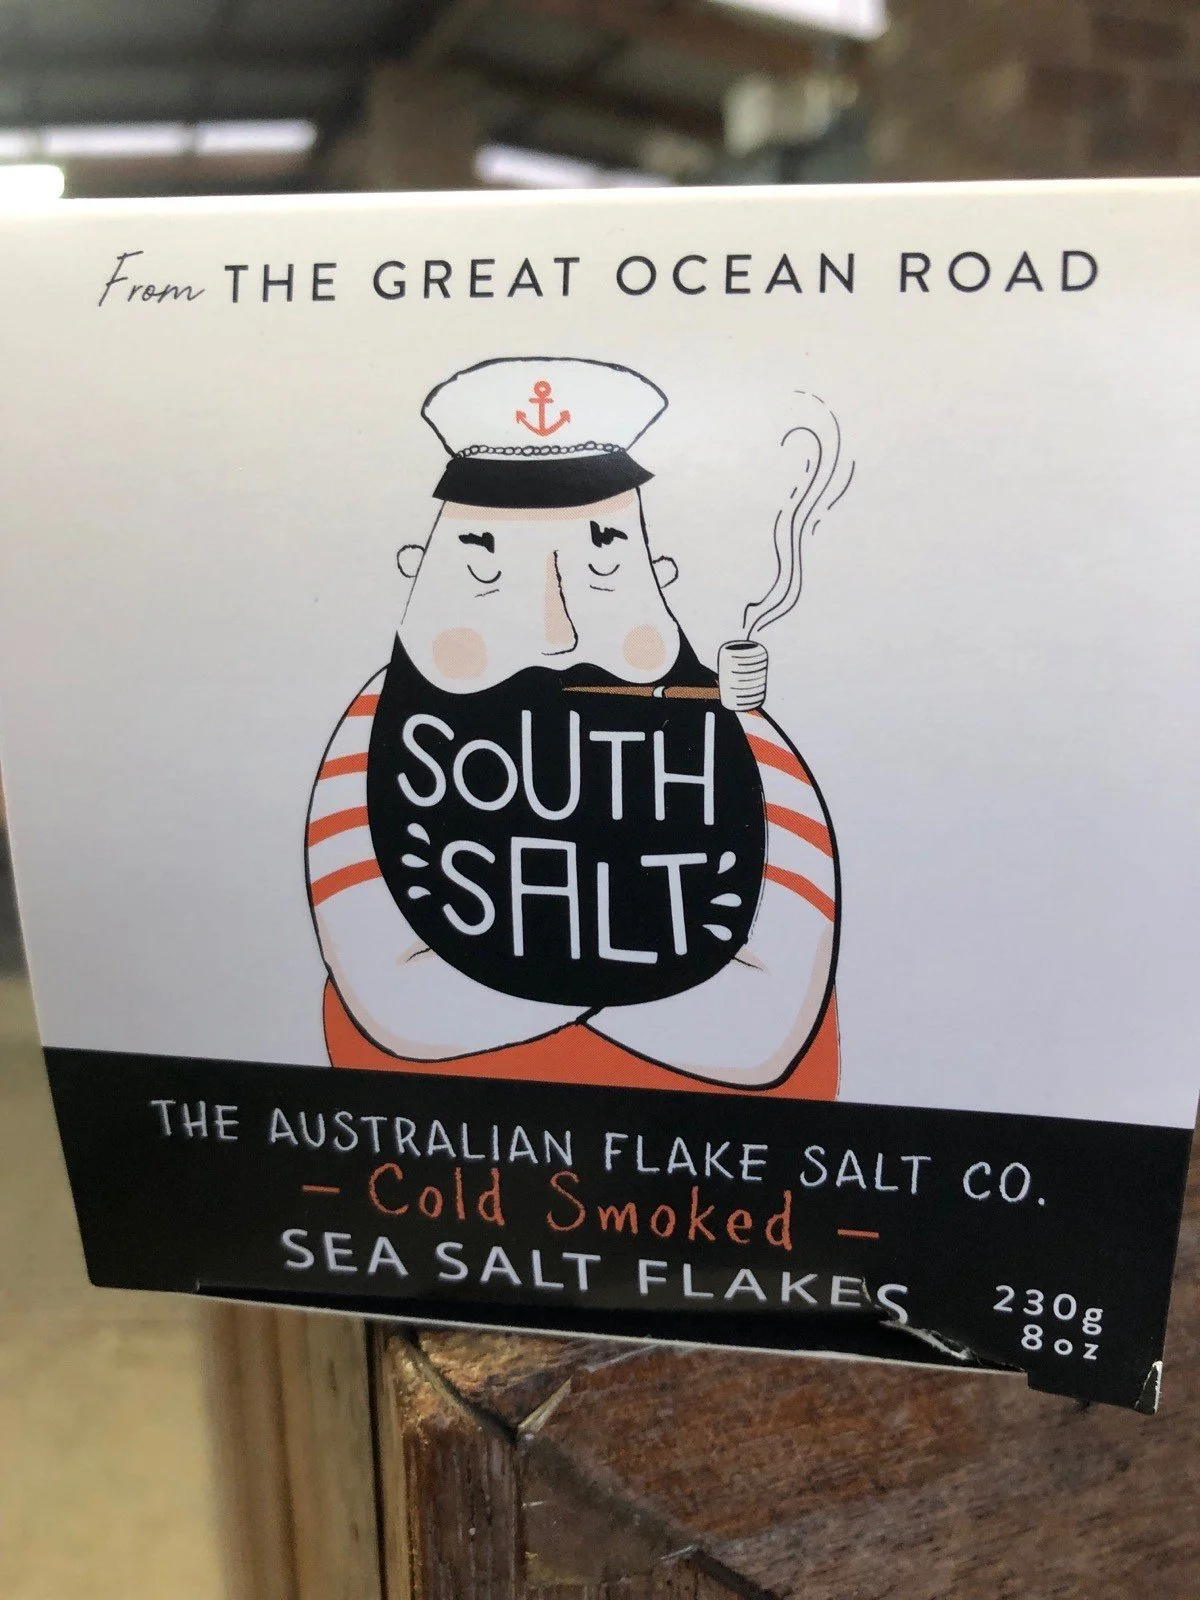 From THE GREAT OCEAN ROAD
SOUTH
SALT
THE AUSTRALIAN FLAKE SALT CO.
– Cold Smoked –
SEA SALT FLAKES
230g
8oz